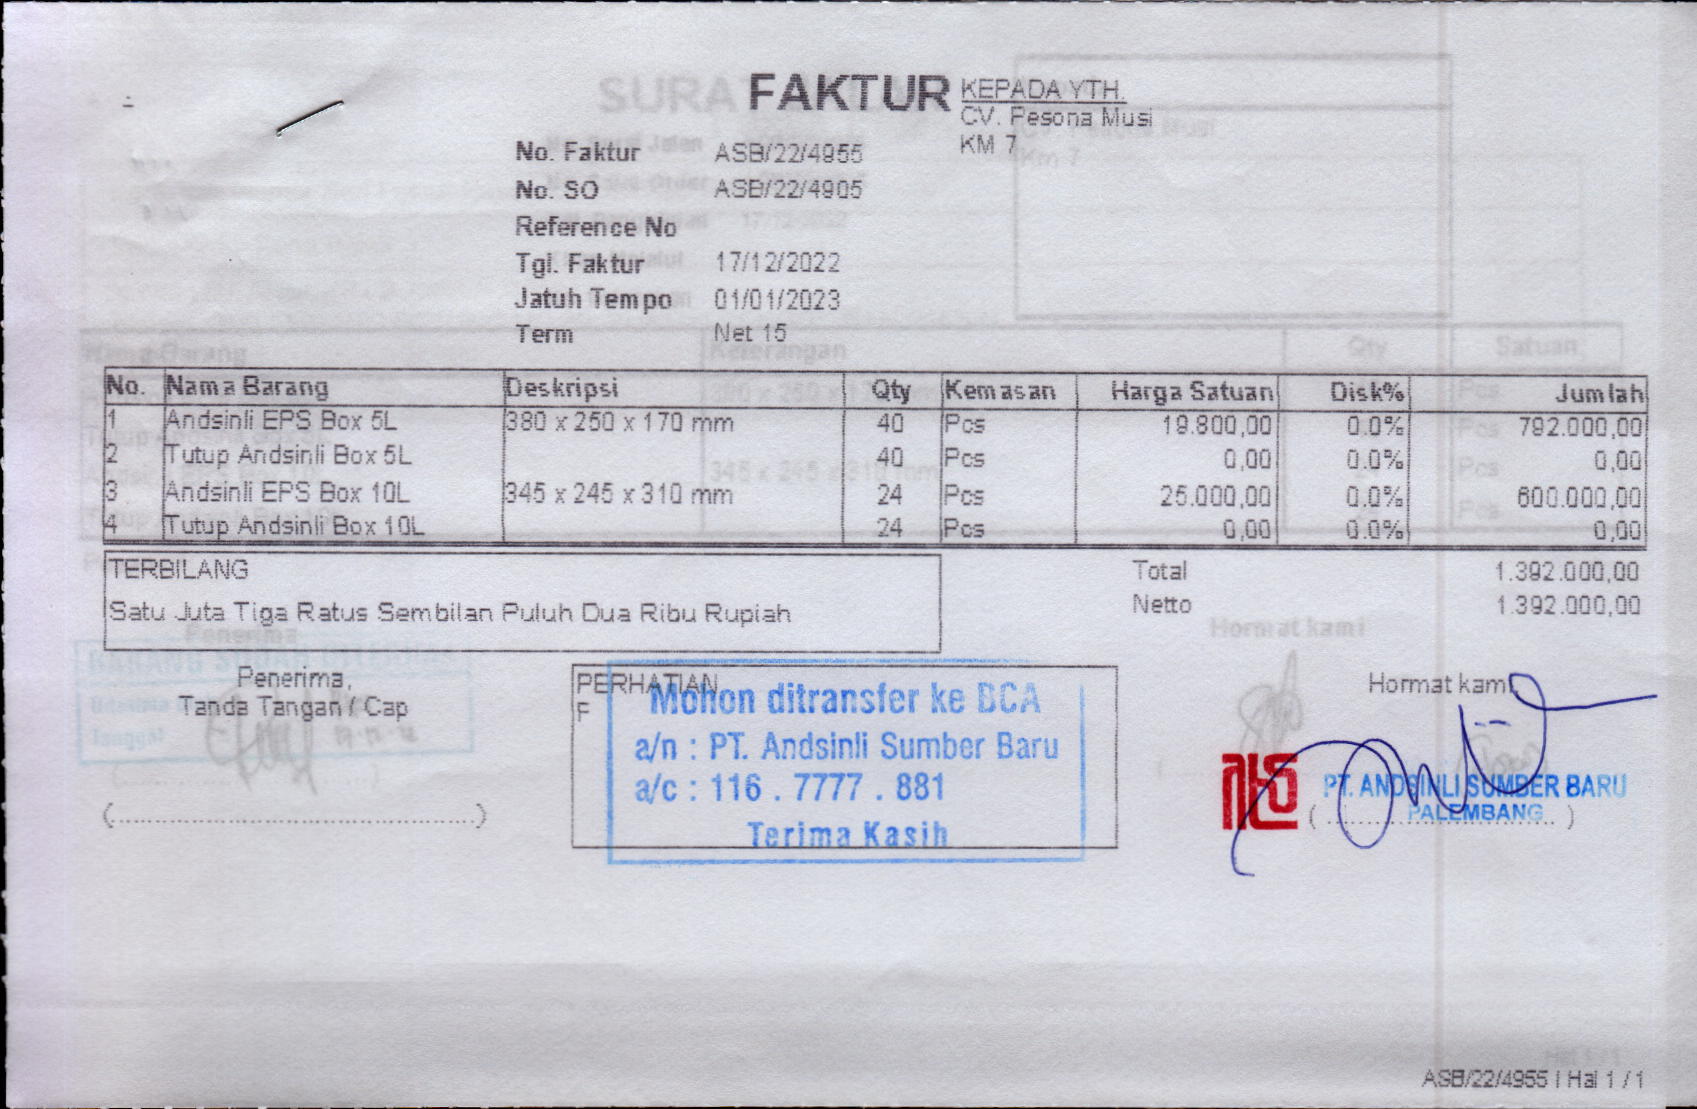 FAKTUR
KEPADA YTH.
CV. Pesona Musi
KM 7
No. Faktur ASB/22/4955
No. SO ASB/22/4905
Reference No
Tgl. Faktur 17/12/2022
Jatuh Tempo 01/01/2023
Term Net 15
No. Nama Barang Deskripsi Qty Kemasan Harga Satuan Disk% Jumlah
1 Andsinli EPS Box 5L 380 x 250 x 170 mm 40 Pcs 19.800,00 0.0% 792.000,00
2 Tutup Andsinli Box 5L 40 Pcs 0,00 0.0% 0,00
3 Andsinli EPS Box 10L 345 x 245 x 310 mm 24 Pcs 25.000,00 0.0% 600.000,00
4 Tutup Andsinli Box 10L 24 Pcs 0,00 0.0% 0,00
TERBILANG
Satu Juta Tiga Ratus Sembilan Puluh Dua Ribu Rupiah
Total 1.392.000,00
Netto 1.392.000,00
Penerima,
Tanda Tangan / Cap
(..........................................)
PERHATIAN
F
Mohon ditransfer ke BCA
a/n : PT. Andsinli Sumber Baru
a/c : 116 . 7777 . 881
Terima Kasih
Hormat kami
PT. ANDSINLI SUMBER BARU
PALEMBANG
ASB/22/4955 | Hal 1 / 1